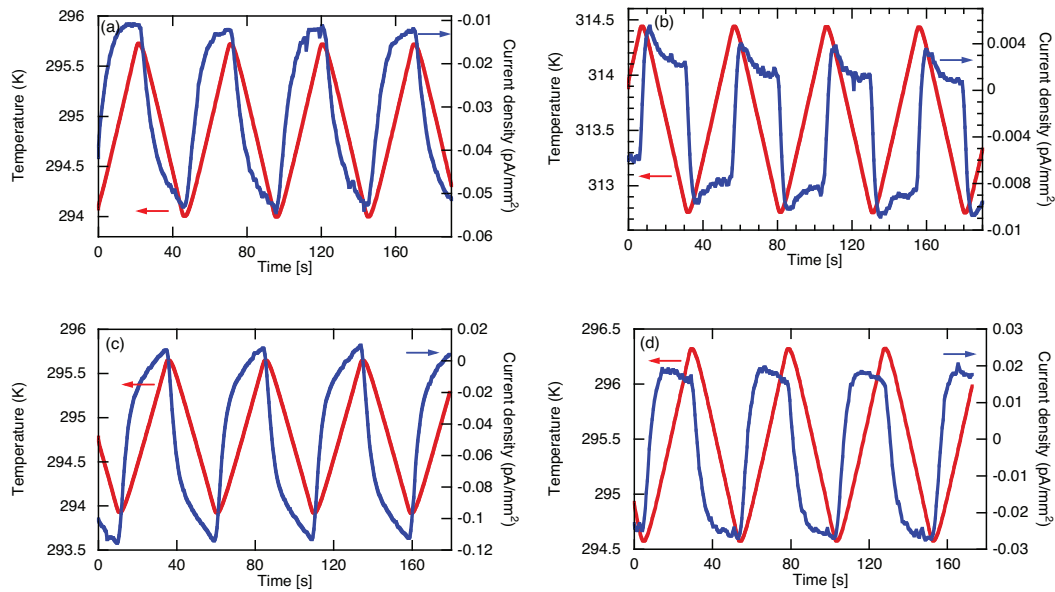 (a)
296
295.5
295
294.5
294
Temperature (K)
-0.01
-0.02
-0.03
-0.04
-0.05
-0.06
Current density (pA/mm²)
0 40 80 120 160
Time [s]
(b)
314.5
314
313.5
313
Temperature (K)
0.004
0
-0.004
-0.008
-0.01
Current density (pA/mm²)
0 40 80 120 160
Time [s]
(c)
296
295.5
295
294.5
294
293.5
Temperature (K)
0.02
0
-0.02
-0.04
-0.06
-0.08
-0.1
-0.12
Current density (pA/mm²)
0 40 80 120 160
Time [s]
(d)
296.5
296
295.5
295
294.5
Temperature (K)
0.03
0.02
0.01
0
-0.01
-0.02
-0.03
Current density (pA/mm²)
0 40 80 120 160
Time [s]